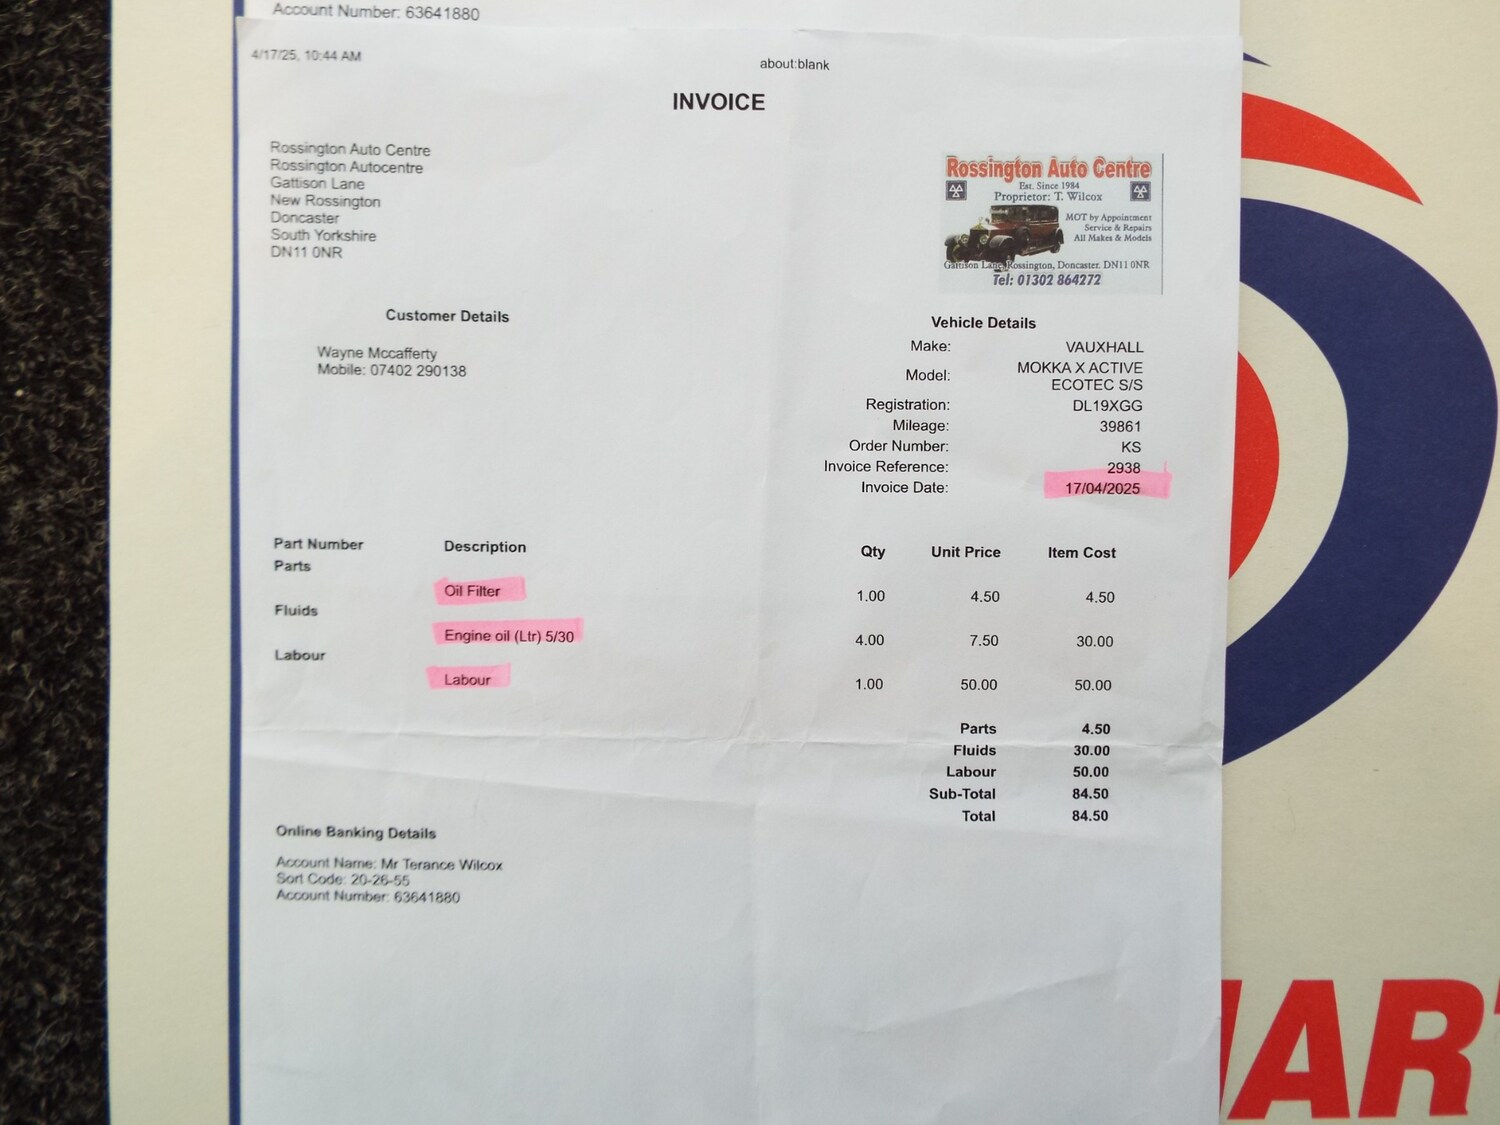 Account Number: 63641880
4/17/25, 10:44 AM
about:blank
INVOICE
Rossington Auto Centre
Rossington Autocentre
Gattison Lane
New Rossington
Doncaster
South Yorkshire
DN11 0NR
Rossington Auto Centre
Est. Since 1984
Proprietor: T. Wilcox
MOT by Appointment
Service & Repairs
All Makes & Models
Gattison Lane, Rossington, Doncaster. DN11 0NR
Tel: 01302 864272
Customer Details
Wayne Mccafferty
Mobile: 07402 290138
Vehicle Details
Make: VAUXHALL
Model: MOKKA X ACTIVE
ECOTEC S/S
Registration: DL19XGG
Mileage: 39861
Order Number: KS
Invoice Reference: 2938
Invoice Date: 17/04/2025
Part Number Description Qty Unit Price Item Cost
Parts
Oil Filter 1.00 4.50 4.50
Fluids
Engine oil (Ltr) 5/30 4.00 7.50 30.00
Labour
Labour 1.00 50.00 50.00
Parts 4.50
Fluids 30.00
Labour 50.00
Sub-Total 84.50
Total 84.50
Online Banking Details
Account Name: Mr Terance Wilcox
Sort Code: 20-26-55
Account Number: 63641880